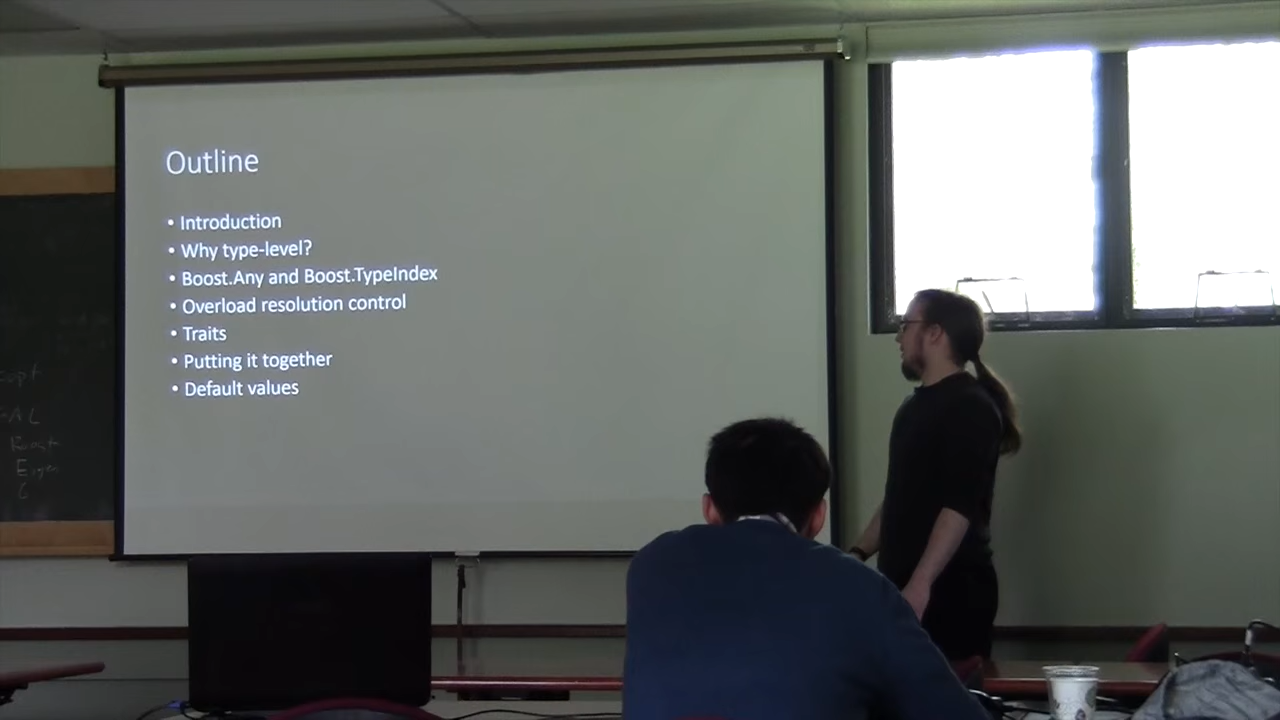 Outline
• Introduction
• Why type-level?
• Boost.Any and Boost.TypeIndex
• Overload resolution control
• Traits
• Putting it together
• Default values